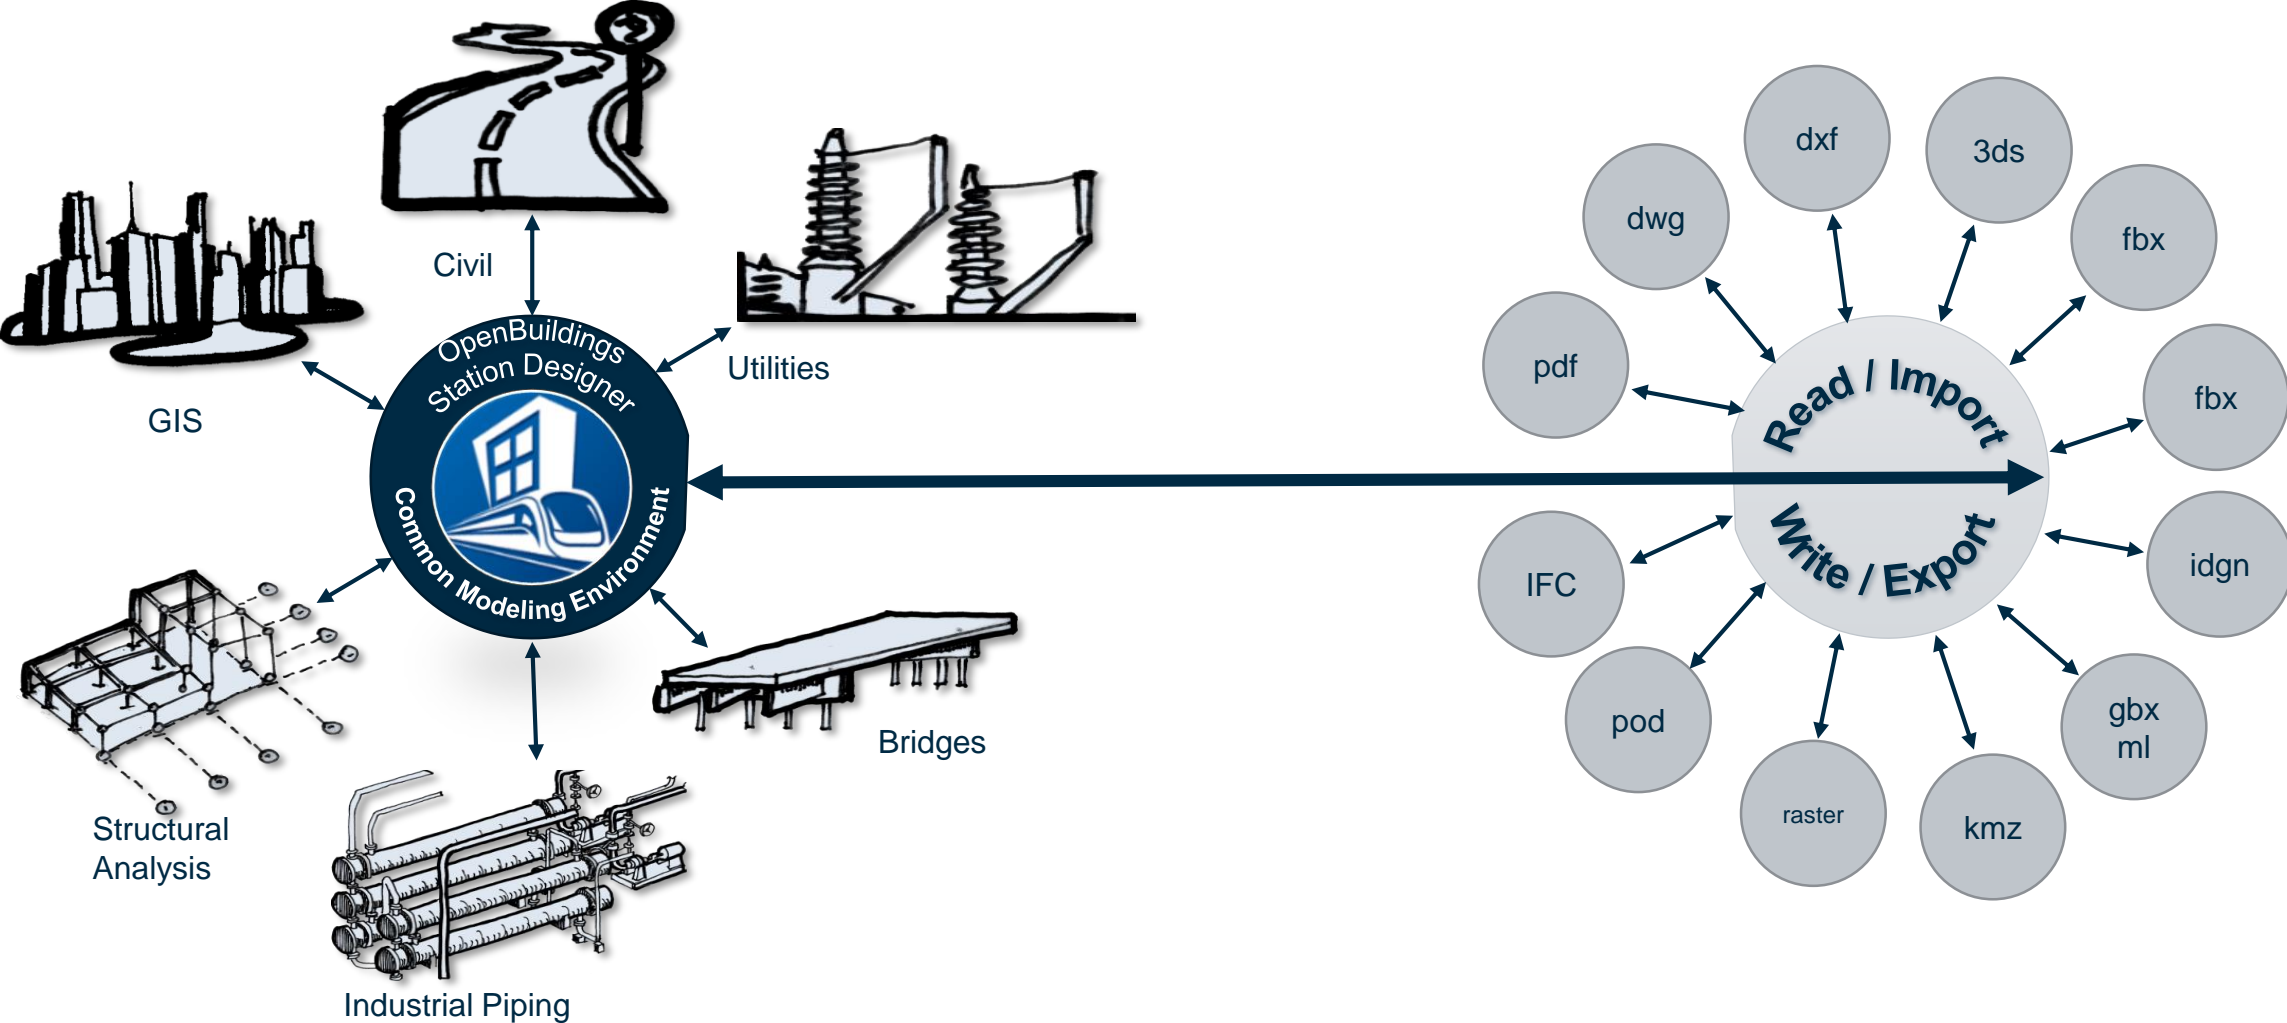 Civil
Utilities
GIS
OpenBuildings
Station Designer
Common Modeling Environment
Structural
Analysis
Bridges
Industrial Piping
dxf
3ds
dwg
fbx
pdf
fbx
Read / Import
Write / Export
IFC
idgn
pod
gbx
ml
raster
kmz